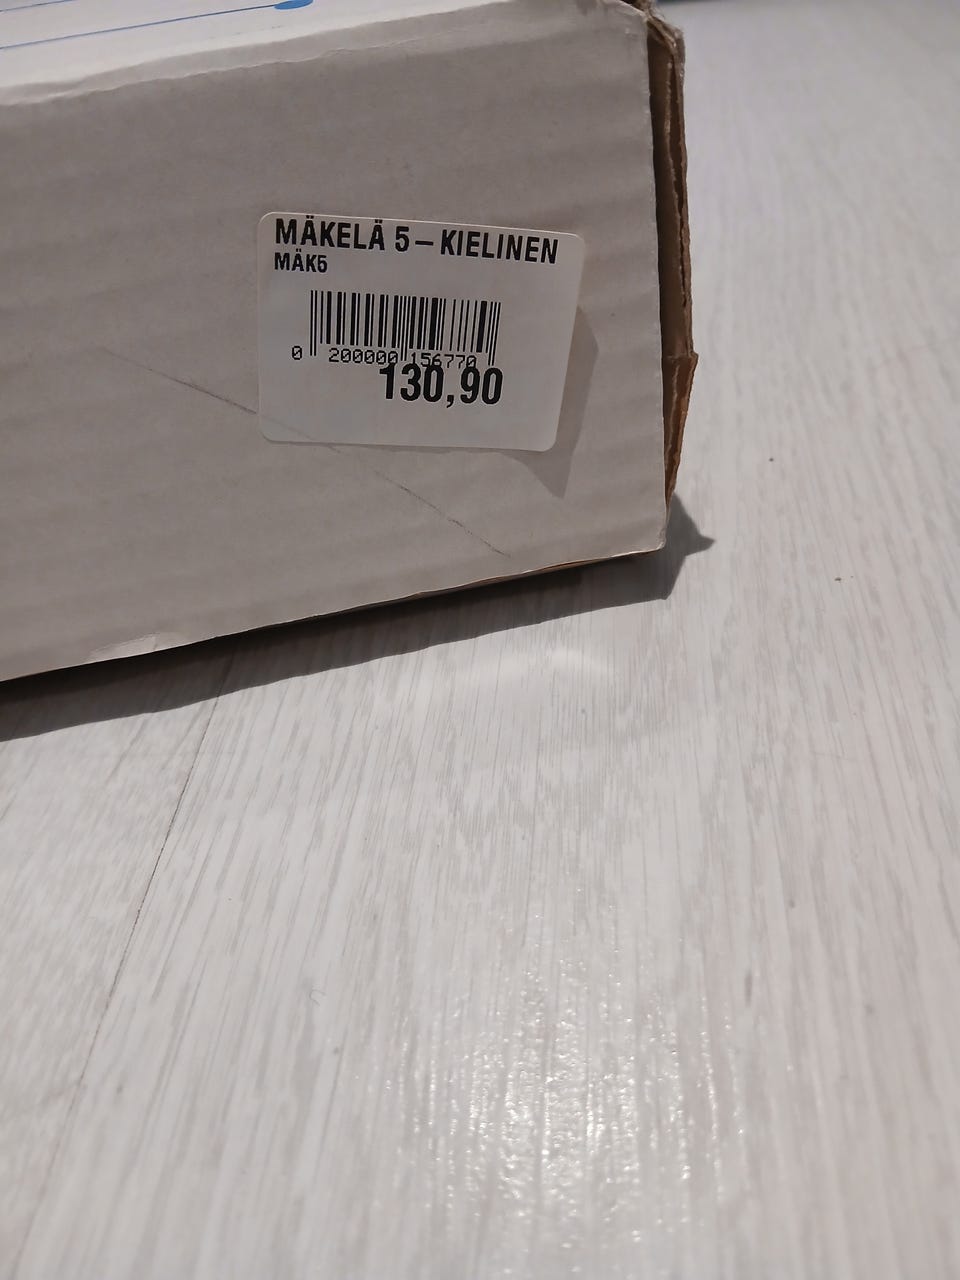 MÄKELÄ 5 – KIELINEN
MÄK5
0 200000 156770
130,90